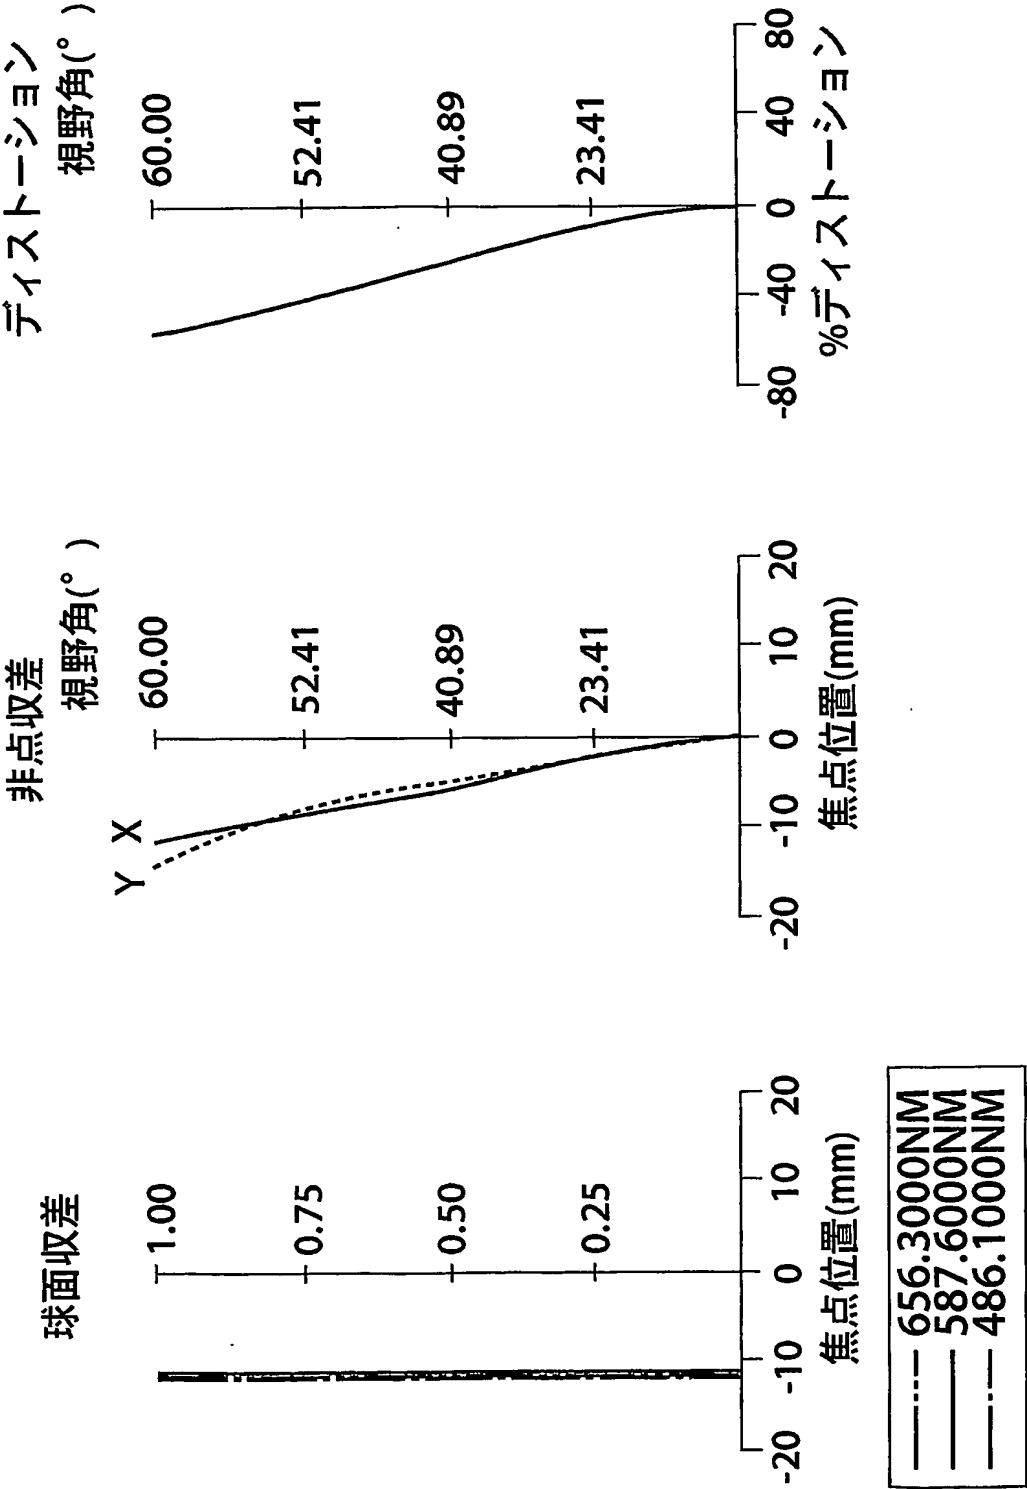 球面収差
1.00
0.75
0.50
0.25
-20 -10 0 10 20
焦点位置(mm)
非点収差
視野角(° )
Y X
60.00
52.41
40.89
23.41
-20 -10 0 10 20
焦点位置(mm)
ディストーション
視野角(° )
60.00
52.41
40.89
23.41
-80 -40 0 40 80
%ディストーション
656.3000NM
587.6000NM
486.1000NM